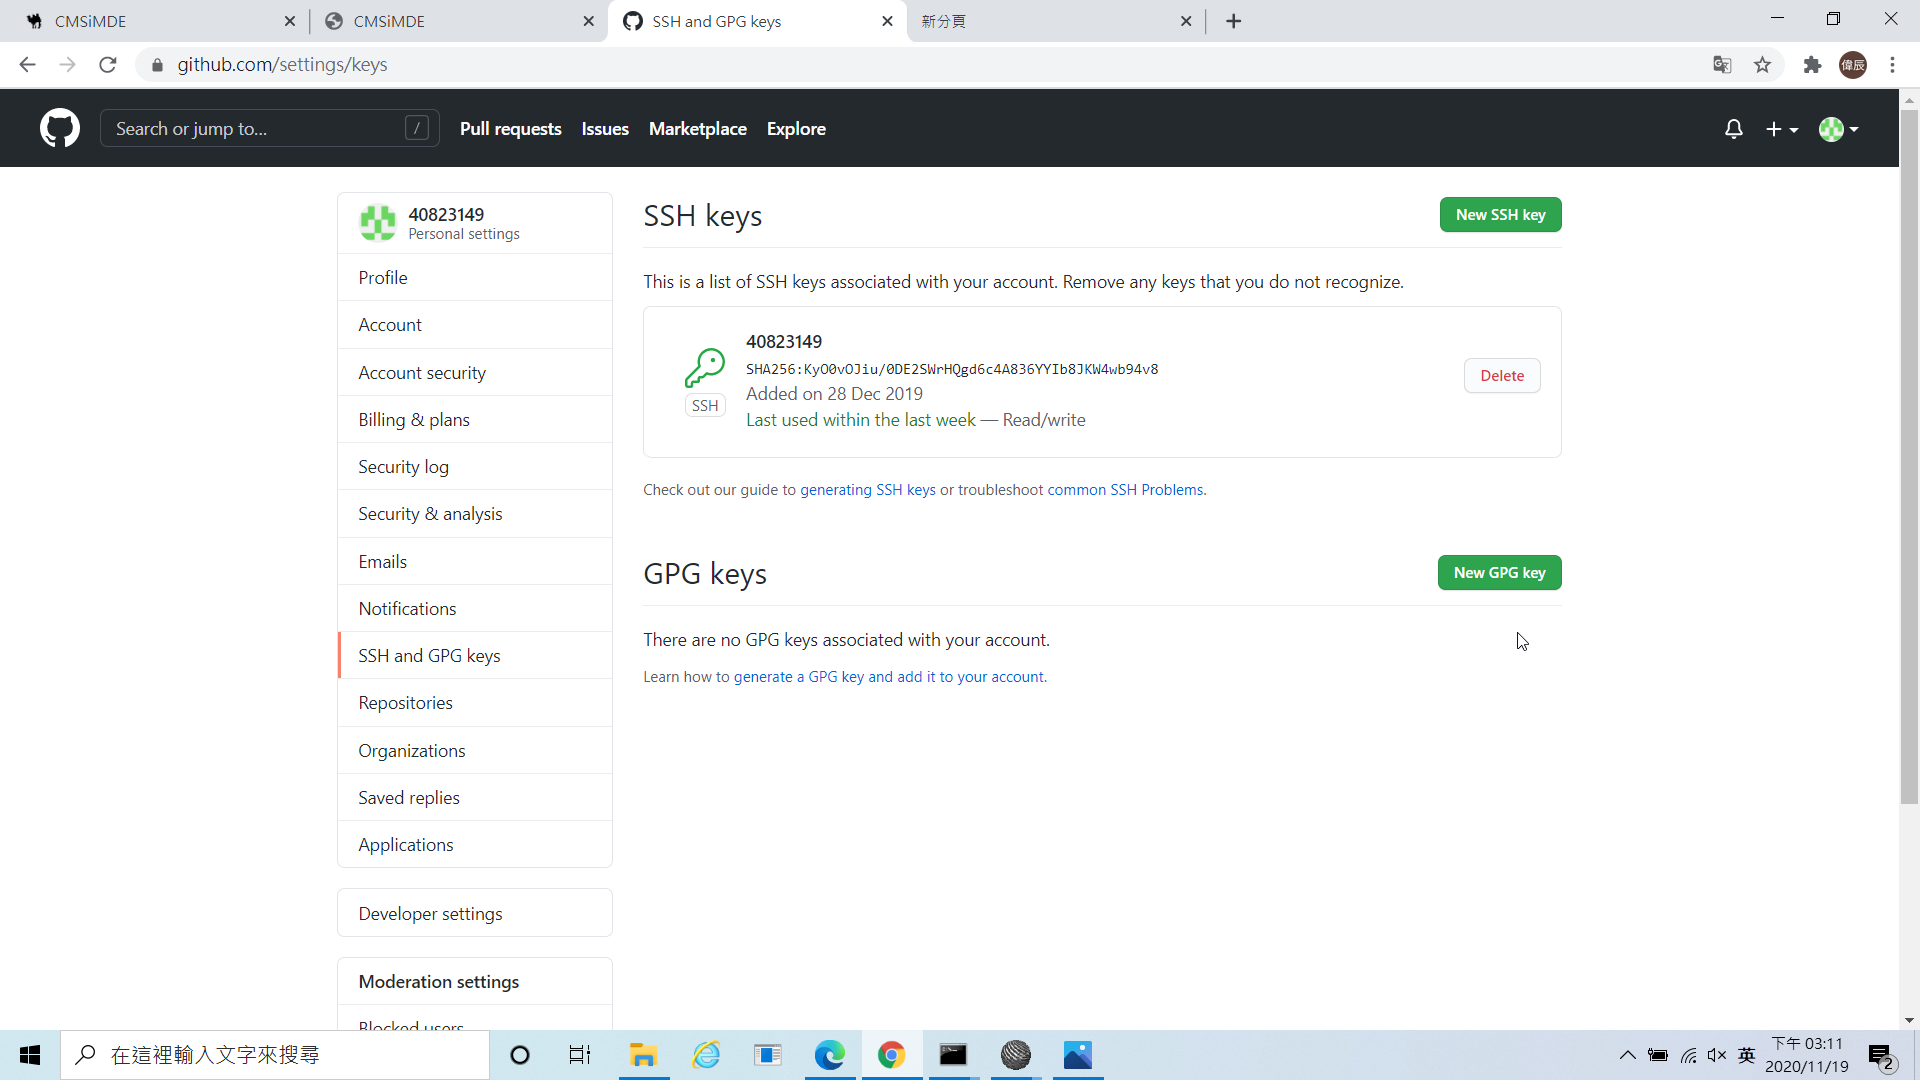 CMSiMDE
CMSiMDE
SSH and GPG keys
新分頁
github.com/settings/keys
偉辰
Search or jump to...
/
Pull requests
Issues
Marketplace
Explore
40823149
Personal settings
Profile
Account
Account security
Billing & plans
Security log
Security & analysis
Emails
Notifications
SSH and GPG keys
Repositories
Organizations
Saved replies
Applications
Developer settings
Moderation settings
Blocked users
SSH keys
New SSH key
This is a list of SSH keys associated with your account. Remove any keys that you do not recognize.
40823149
SHA256:KyO0vOJiu/0DE2SWrHQgd6c4A836YYIb8JKW4wb94v8
Added on 28 Dec 2019
Last used within the last week — Read/write
SSH
Delete
Check out our guide to generating SSH keys or troubleshoot common SSH Problems.
GPG keys
New GPG key
There are no GPG keys associated with your account.
Learn how to generate a GPG key and add it to your account.
在這裡輸入文字來搜尋
英
下午 03:11
2020/11/19
2